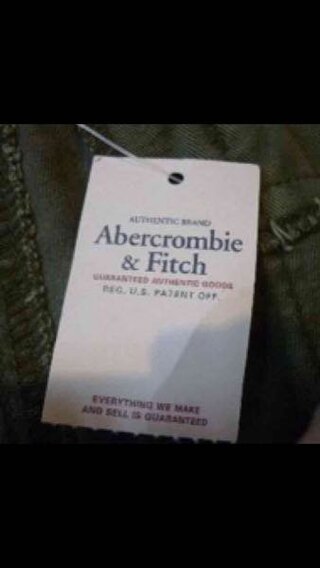 AUTHENTIC BRAND
Abercrombie
& Fitch
GUARANTEED AUTHENTIC GOODS
REG. U.S. PATENT OFF.
EVERYTHING WE MAKE
AND SELL IS GUARANTEED